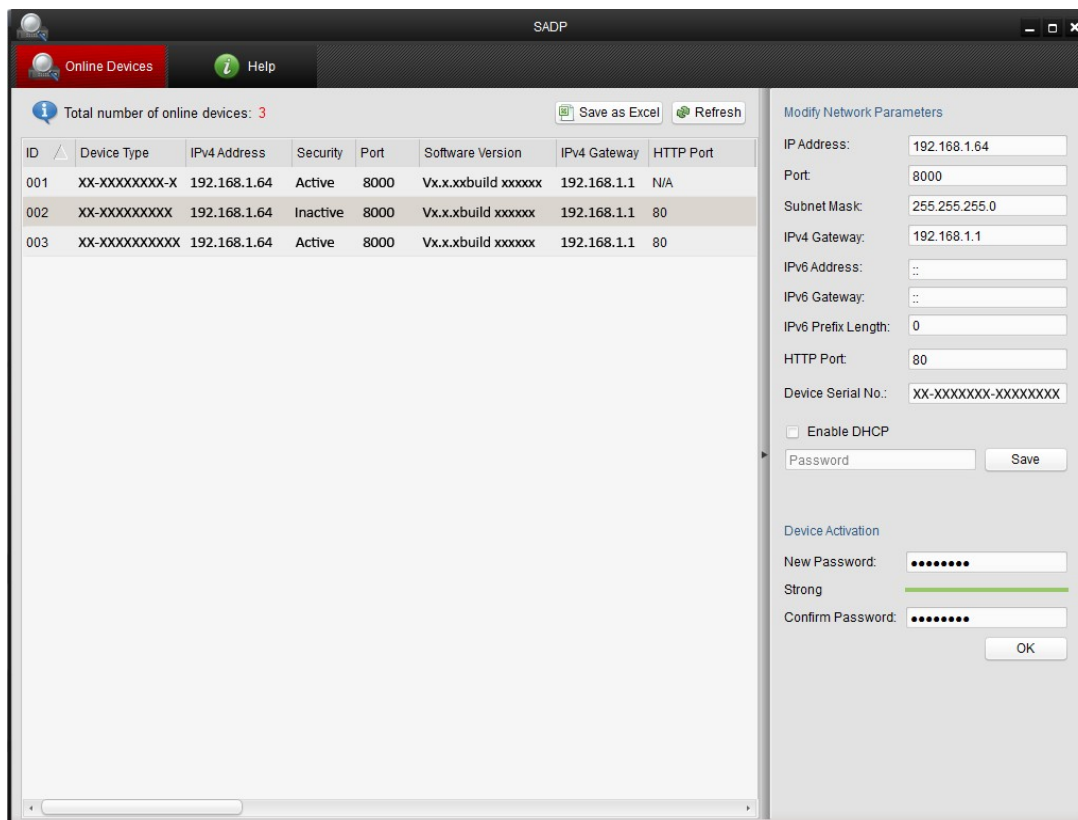 SADP
Online Devices
Help
Total number of online devices: 3
Save as Excel
Refresh
ID Device Type IPv4 Address Security Port Software Version IPv4 Gateway HTTP Port
001 XX-XXXXXXXX-X 192.168.1.64 Active 8000 Vx.x.xxbuild xxxxxx 192.168.1.1 N/A
002 XX-XXXXXXXXX 192.168.1.64 Inactive 8000 Vx.x.xbuild xxxxxx 192.168.1.1 80
003 XX-XXXXXXXXXX 192.168.1.64 Active 8000 Vx.x.xbuild xxxxxx 192.168.1.1 80
Modify Network Parameters
IP Address: 192.168.1.64
Port: 8000
Subnet Mask: 255.255.255.0
IPv4 Gateway: 192.168.1.1
IPv6 Address: ::
IPv6 Gateway: ::
IPv6 Prefix Length: 0
HTTP Port: 80
Device Serial No.: XX-XXXXXXX-XXXXXXXX
Enable DHCP
Password Save
Device Activation
New Password: ●●●●●●●●
Strong
Confirm Password: ●●●●●●●●
OK